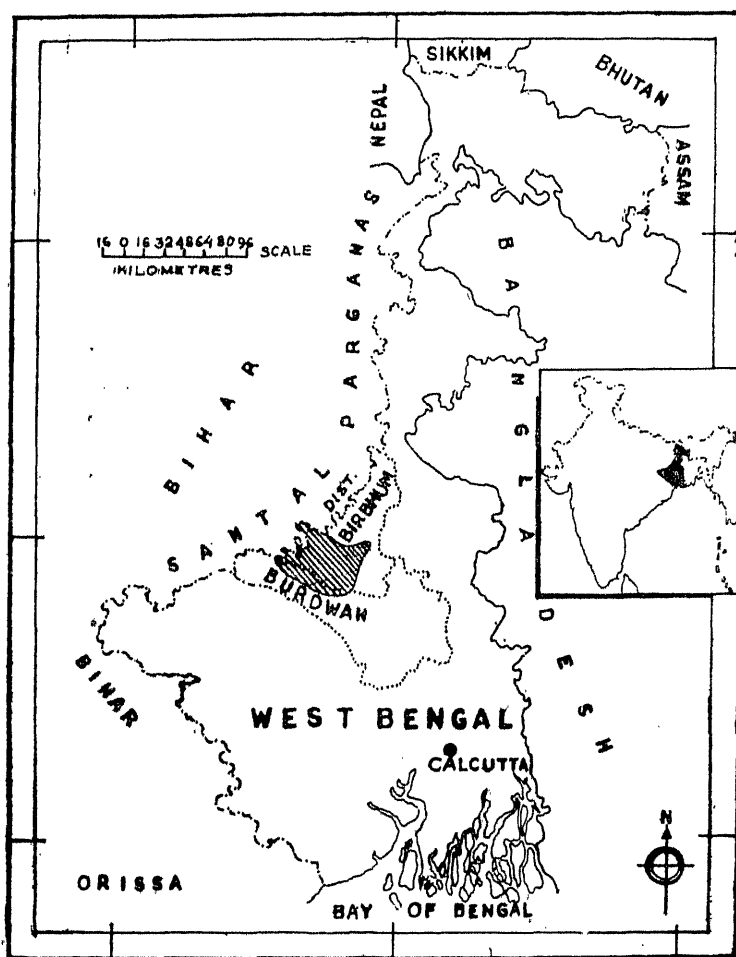 SIKKIM
BHUTAN
NEPAL
ASSAM
16 0 16 32 48 64 80 96
SCALE
KILOMETRES
BANGLADESH
BIHAR
SANTAL PARGANAS
DIST.
BIRBHUM
BURDWAN
BIHAR
WEST BENGAL
CALCUTTA
N
ORISSA
BAY OF BENGAL